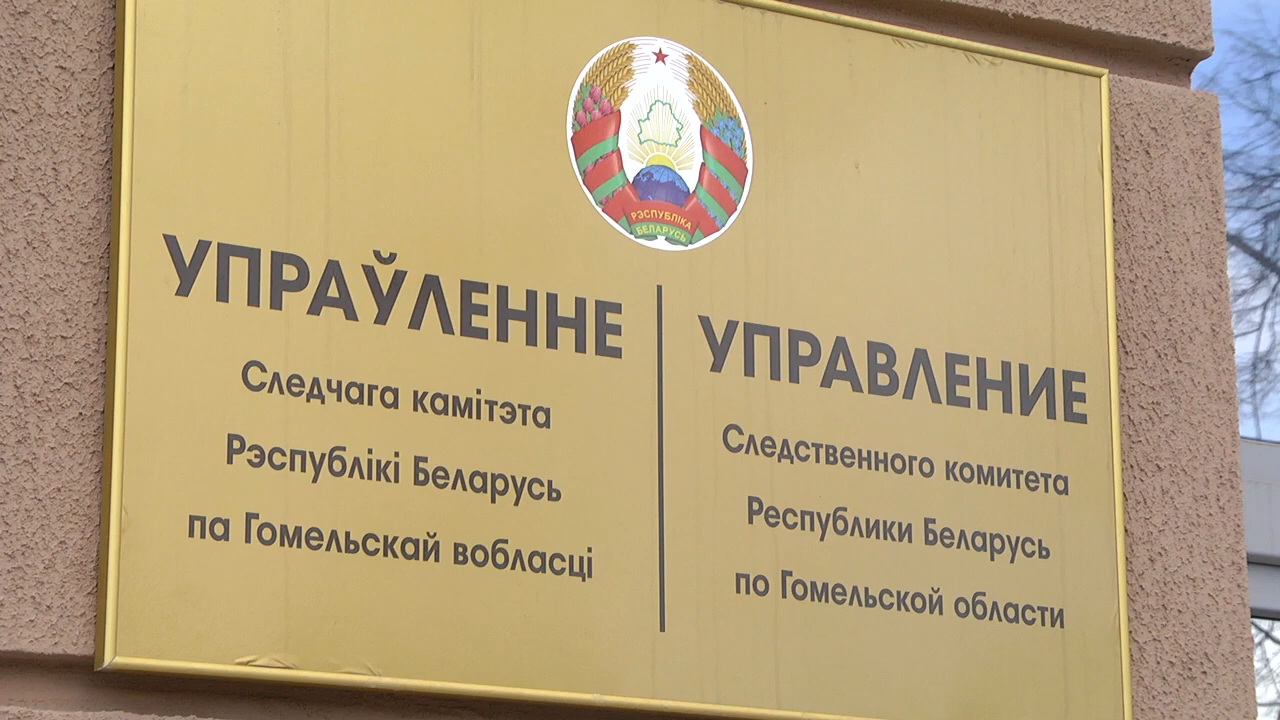 РЭСПУБЛІКА
БЕЛАРУСЬ
УПРАЎЛЕННЕ
Следчага камітэта
Рэспублікі Беларусь
па Гомельскай вобласці
УПРАВЛЕНИЕ
Следственного комитета
Республики Беларусь
по Гомельской области